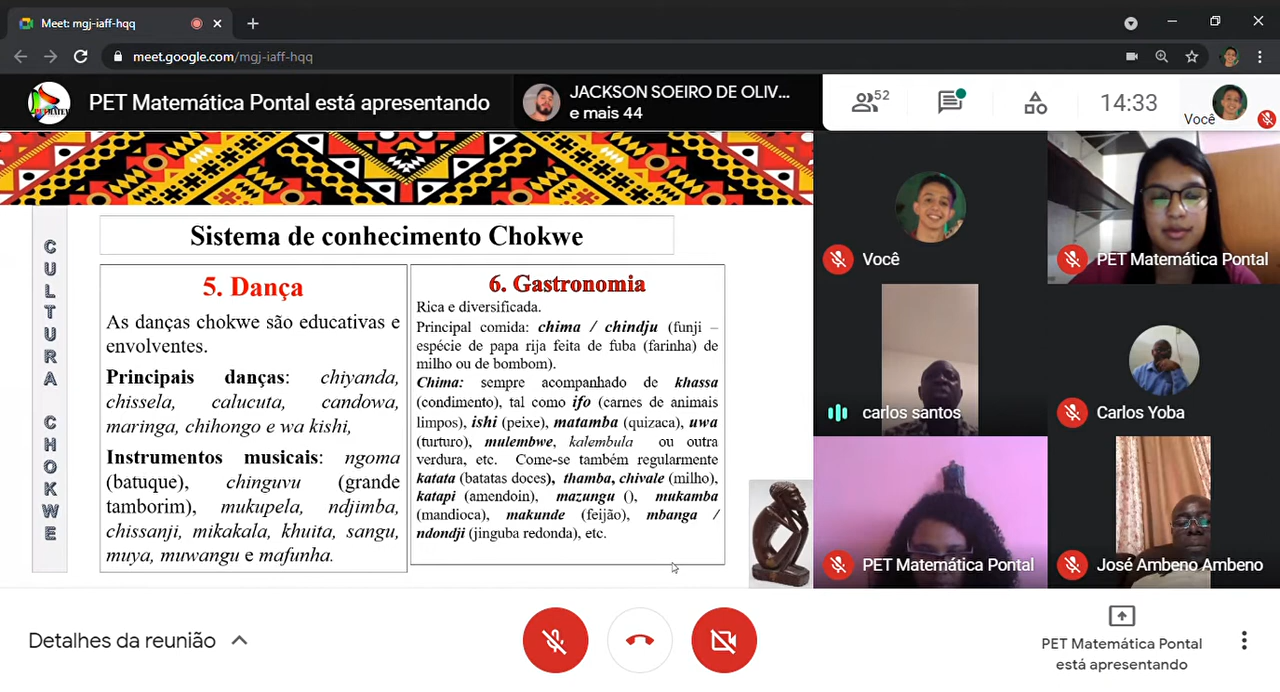 Meet: mgj-iaff-hqq
meet.google.com/mgj-iaff-hqq
PET Matemática Pontal está apresentando
JACKSON SOEIRO DE OLIV...
e mais 44
52
14:33
Você
CULTURA CHOKWE
Sistema de conhecimento Chokwe
5. Dança
As danças chokwe são educativas e
envolventes.
Principais danças: chiyanda,
chissela, calucuta, candowa,
maringa, chihongo e wa kishi,
Instrumentos musicais: ngoma
(batuque), chinguvu (grande
tamborim), mukupela, ndjimba,
chissanji, mikakala, khuita, sangu,
muya, muwangu e mafunha.
6. Gastronomia
Rica e diversificada.
Principal comida: chima / chindju (funji –
espécie de papa rija feita de fuba (farinha) de
milho ou de bombom).
Chima: sempre acompanhado de khassa
(condimento), tal como ifo (carnes de animais
limpos), ishi (peixe), matamba (quizaca), uwa
(turturo), mulembwe, kalembula ou outra
verdura, etc. Come-se também regularmente
katata (batatas doces), thamba, chivale (milho),
katapi (amendoin), mazungu (), mukamba
(mandioca), makunde (feijão), mbanga /
ndondji (jinguba redonda), etc.
Você
PET Matemática Pontal
carlos santos
Carlos Yoba
PET Matemática Pontal
José Ambeno Ambeno
Detalhes da reunião
PET Matemática Pontal
está apresentando